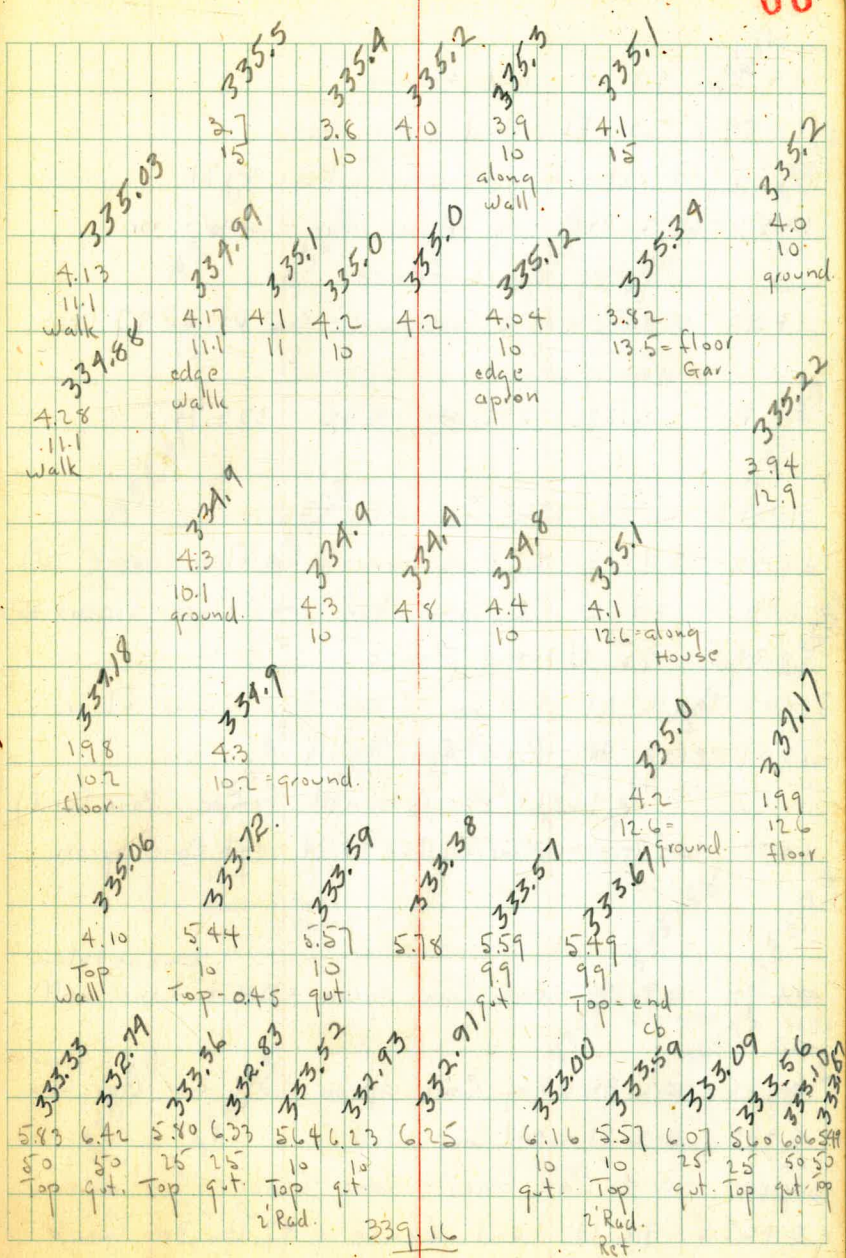 335.5 335.4 335.2 335.3 335.1
3.7 3.8 4.0 3.9 4.1
15 10 10 15
along
wall.
335.2
4.0
10
ground.
335.03
4.13
11.1
walk
334.99 335.1 335.0 335.0 335.12 335.34
4.17 4.1 4.2 4.2 4.04 3.82
11.1 11 10 10 13.5 = floor
edge edge Gar.
walk apron
334.88
4.28
11.1
walk
335.22
3.94
12.9
334.9
4.3
10.1
ground.
334.9 334.4 334.8 335.1
4.3 4.8 4.4 4.1
10 10 12.6 = along
House
337.18 334.9
1.98 4.3
10.2 10.2 = ground.
floor.
335.0 337.17
4.2 1.99
12.6 = 12.6
ground. floor
335.06 333.72 333.59 333.38 333.57 333.67
4.10 5.44 5.57 5.78 5.59 5.49
Top 10 10 9.9 9.9
Wall Top-0.45 gut gut Top = end
cb
333.33 332.74 333.36 332.83 333.52 332.93 332.91 333.00 333.59 333.09 333.56 333.10
5.83 6.42 5.80 6.33 5.64 6.23 6.25 6.16 5.57 6.07 5.60 6.06
50 50 25 25 10 10 10 10 25 25 50 50
Top gut. Top gut. Top gut. gut. Top gut. Top gut. Top
2' Rad. 2' Rad.
339.16 Ret.